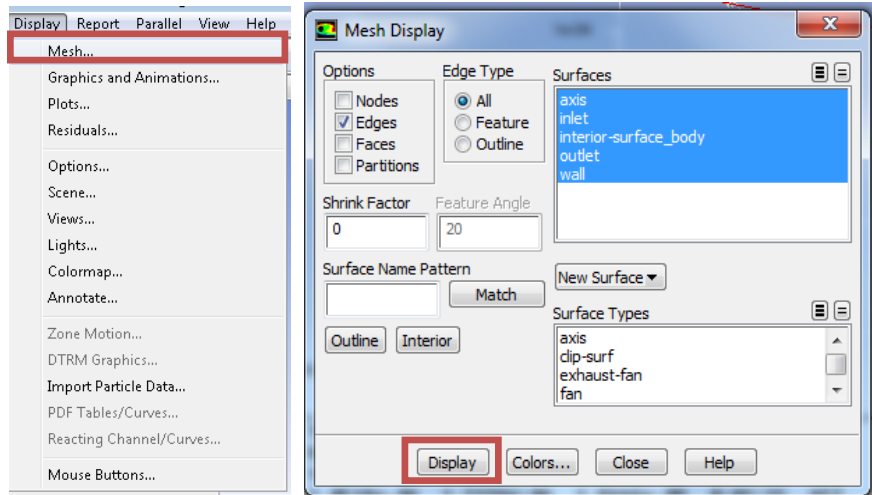 Display Report Parallel View Help
Mesh...
Graphics and Animations...
Plots...
Residuals...
Options...
Scene...
Views...
Lights...
Colormap...
Annotate...
Zone Motion...
DTRM Graphics...
Import Particle Data...
PDF Tables/Curves...
Reacting Channel/Curves...
Mouse Buttons...
Mesh Display
Options
Nodes
Edges
Faces
Partitions
Edge Type
All
Feature
Outline
Shrink Factor
0
Feature Angle
20
Surface Name Pattern
Match
Outline Interior
Surfaces
axis
inlet
interior-surface_body
outlet
wall
New Surface
Surface Types
axis
clip-surf
exhaust-fan
fan
Display Colors... Close Help